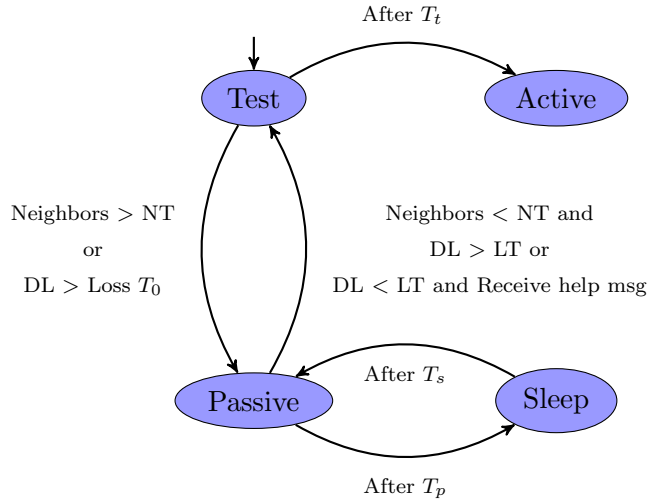 After T_t
Test
Active
Neighbors > NT
or
DL > Loss T_0
Neighbors < NT and
DL > LT or
DL < LT and Receive help msg
After T_s
Passive
Sleep
After T_p